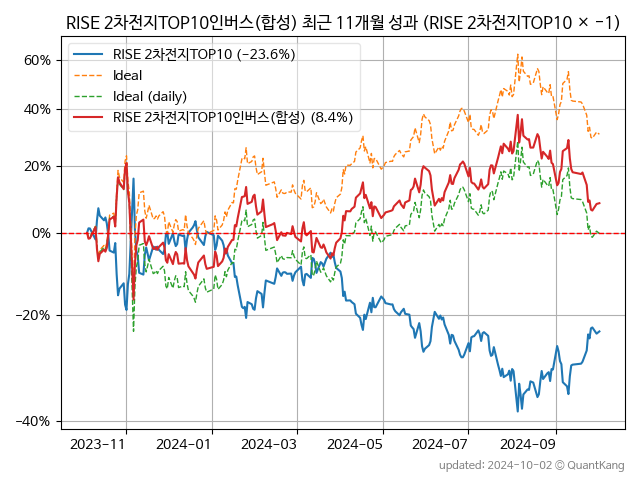 RISE 2차전지TOP10인버스(합성) 최근 11개월 성과 (RISE 2차전지TOP10 × −1)
RISE 2차전지TOP10 (−23.6%)
Ideal
Ideal (daily)
RISE 2차전지TOP10인버스(합성) (8.4%)
60%
40%
20%
0%
−20%
−40%
2023−11
2024−01
2024−03
2024−05
2024−07
2024−09
updated: 2024−10−02 © QuantKang